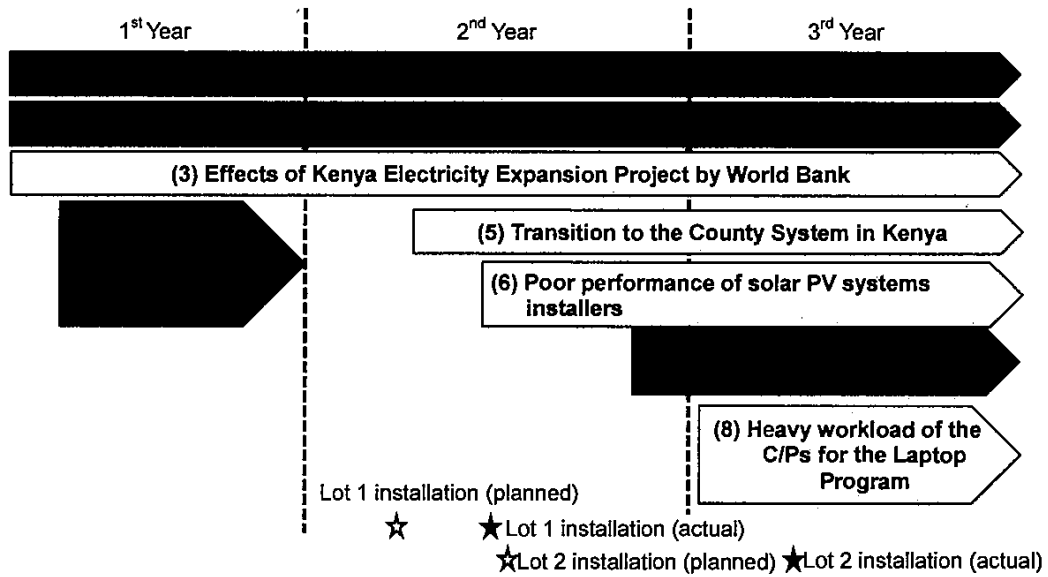 1st Year 2nd Year 3rd Year
(3) Effects of Kenya Electricity Expansion Project by World Bank
(5) Transition to the County System in Kenya
(6) Poor performance of solar PV systems
installers
(8) Heavy workload of the
C/Ps for the Laptop
Program
Lot 1 installation (planned)
Lot 1 installation (actual)
Lot 2 installation (planned) Lot 2 installation (actual)